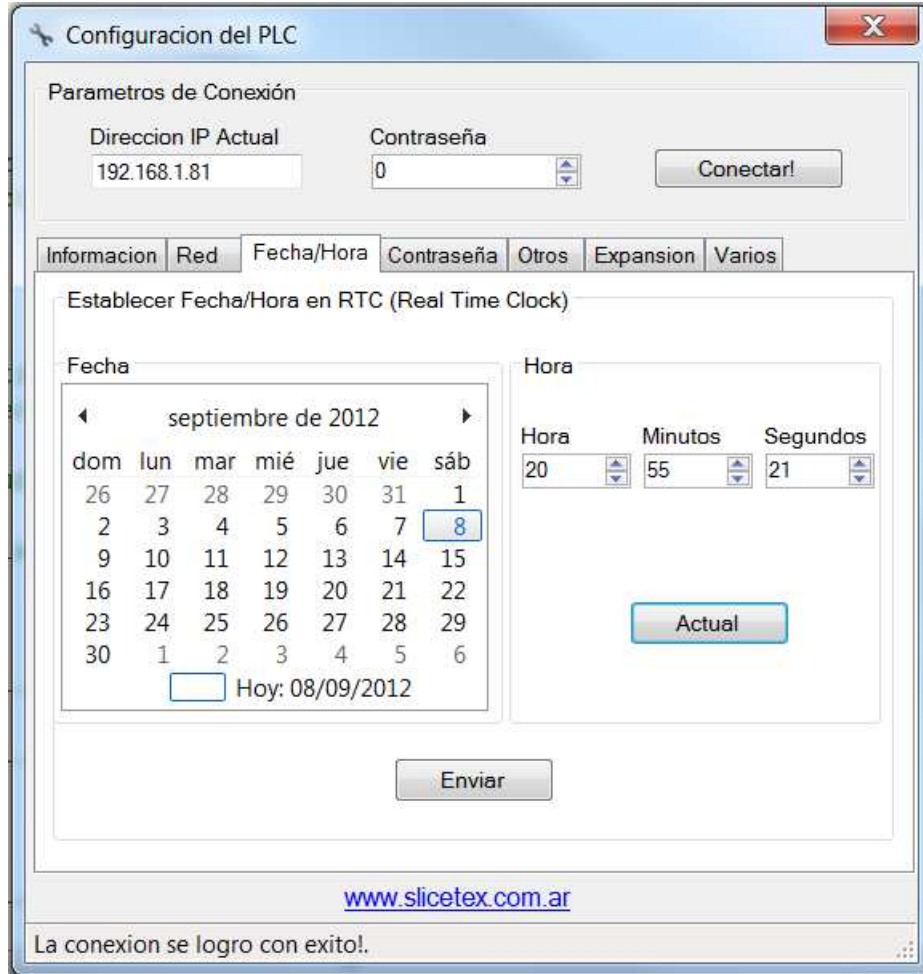 Configuracion del PLC
Parametros de Conexión
Direccion IP Actual Contraseña
192.168.1.81 0 Conectar!
Informacion Red Fecha/Hora Contraseña Otros Expansion Varios
Establecer Fecha/Hora en RTC (Real Time Clock)
Fecha
septiembre de 2012
dom lun mar mié jue vie sáb
26 27 28 29 30 31 1
2 3 4 5 6 7 8
9 10 11 12 13 14 15
16 17 18 19 20 21 22
23 24 25 26 27 28 29
30 1 2 3 4 5 6
Hoy: 08/09/2012
Hora
Hora Minutos Segundos
20 55 21
Actual
Enviar
www.slicetex.com.ar
La conexion se logro con exito!.